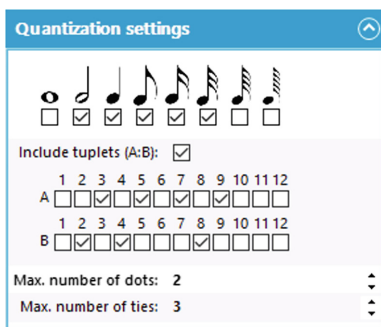 Quantization settings
Include tuplets (A:B):
1 2 3 4 5 6 7 8 9 10 11 12
A
1 2 3 4 5 6 7 8 9 10 11 12
B
Max. number of dots: 2
Max. number of ties: 3